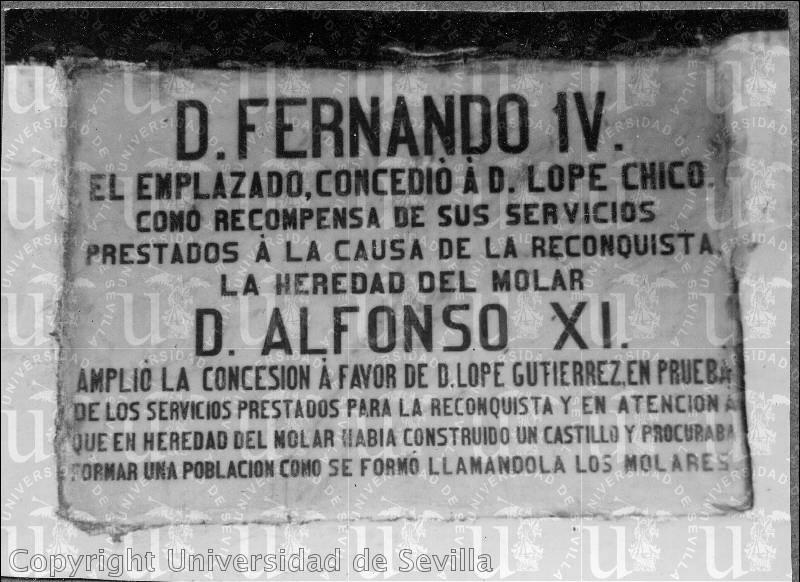 D. FERNANDO IV.
EL EMPLAZADO, CONCEDIÓ Á D. LOPE CHICO.
COMO RECOMPENSA DE SUS SERVICIOS
PRESTADOS Á LA CAUSA DE LA RECONQUISTA
LA HEREDAD DEL MOLAR
D. ALFONSO XI.
AMPLIÓ LA CONCESION Á FAVOR DE D. LOPE GUTIERREZ, EN PRUEBA
DE LOS SERVICIOS PRESTADOS PARA LA RECONQUISTA Y EN ATENCION Á
QUE EN HEREDAD DEL MOLAR HABIA CONSTRUIDO UN CASTILLO Y PROCURABA
FORMAR UNA POBLACION COMO SE FORMÓ LLAMANDOLA LOS MOLARES
Copyright Universidad de Sevilla